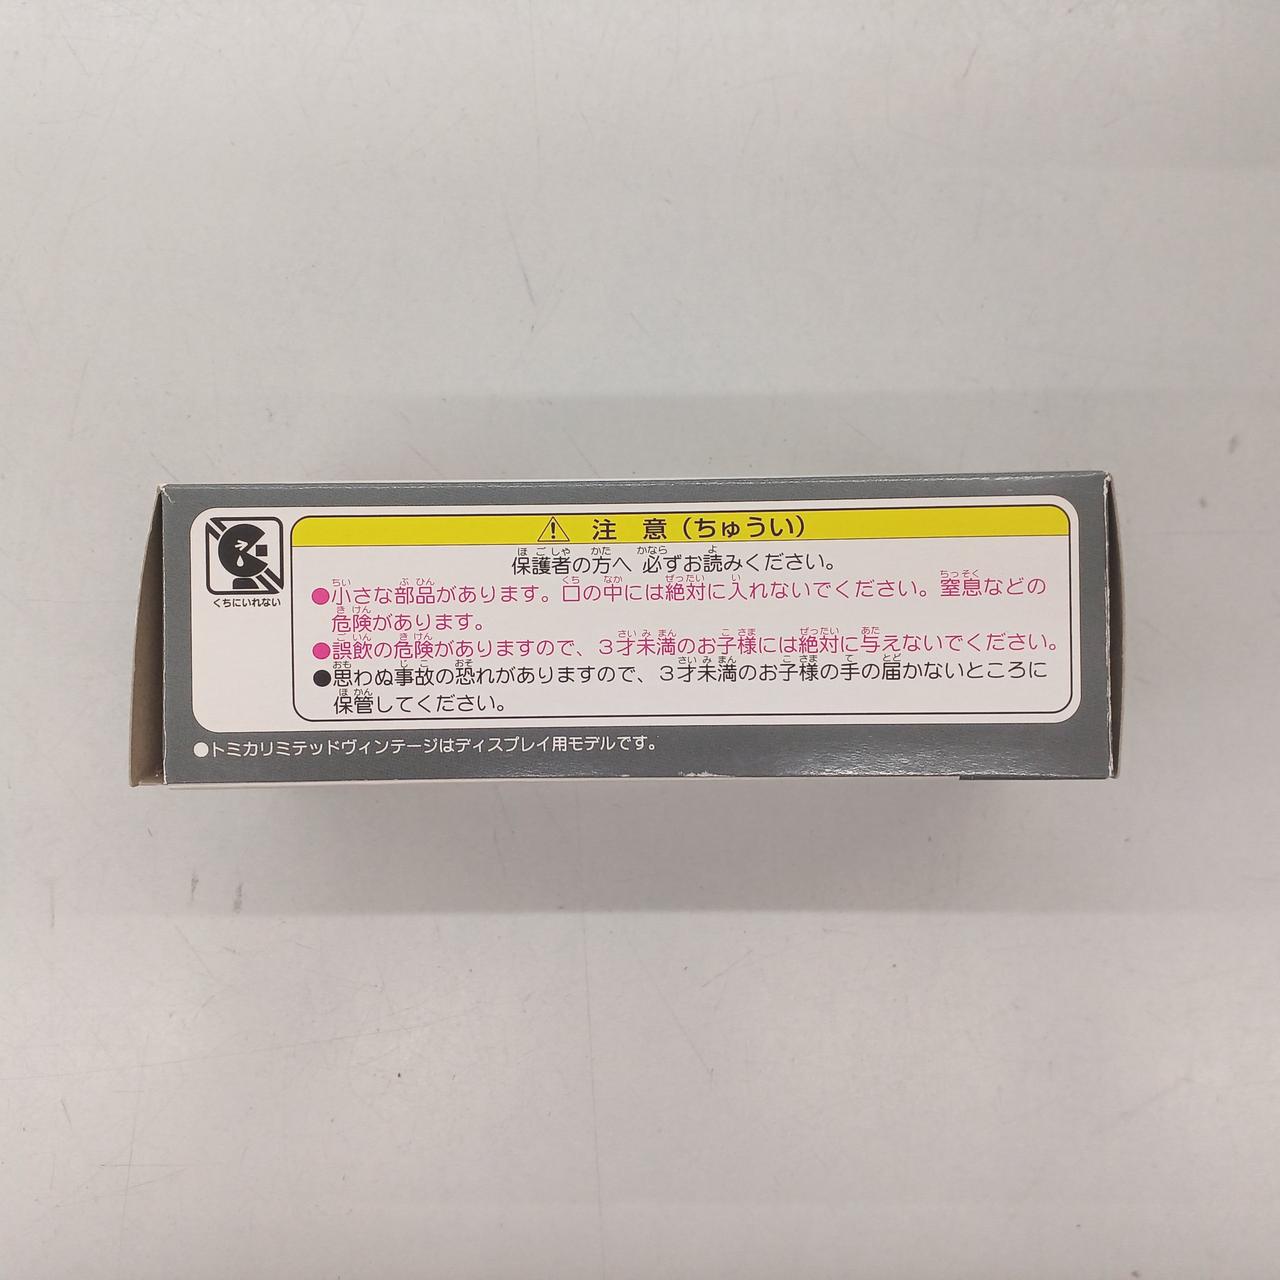 くちにいれない
注 意（ちゅうい）
保護者の方へ 必ずお読みください。
●小さな部品があります。口の中には絶対に入れないでください。窒息などの
危険があります。
●誤飲の危険がありますので、３才未満のお子様には絶対に与えないでください。
●思わぬ事故の恐れがありますので、３才未満のお子様の手の届かないところに
保管してください。
●トミカリミテッドヴィンテージはディスプレイ用モデルです。